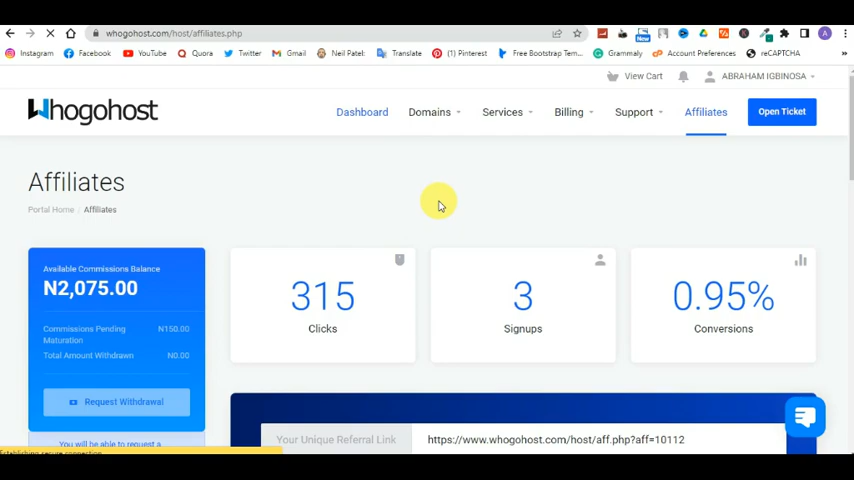 whogohost.com/host/affiliates.php
A
Instagram
Facebook
YouTube
Quora
Twitter
Gmail
Neil Patel:
Translate
(1) Pinterest
Free Bootstrap Tem...
Grammaly
Account Preferences
reCAPTCHA
View Cart
ABRAHAM IGBINOSA
Whogohost
Dashboard
Domains
Services
Billing
Support
Affiliates
Open Ticket
Affiliates
Portal Home / Affiliates
Available Commissions Balance
N2,075.00
Commissions Pending Maturation N150.00
Total Amount Withdrawn N0.00
Request Withdrawal
You will be able to request a
315
Clicks
3
Signups
0.95%
Conversions
Your Unique Referral Link
https://www.whogohost.com/host/aff.php?aff=10112
Establishing secure connection